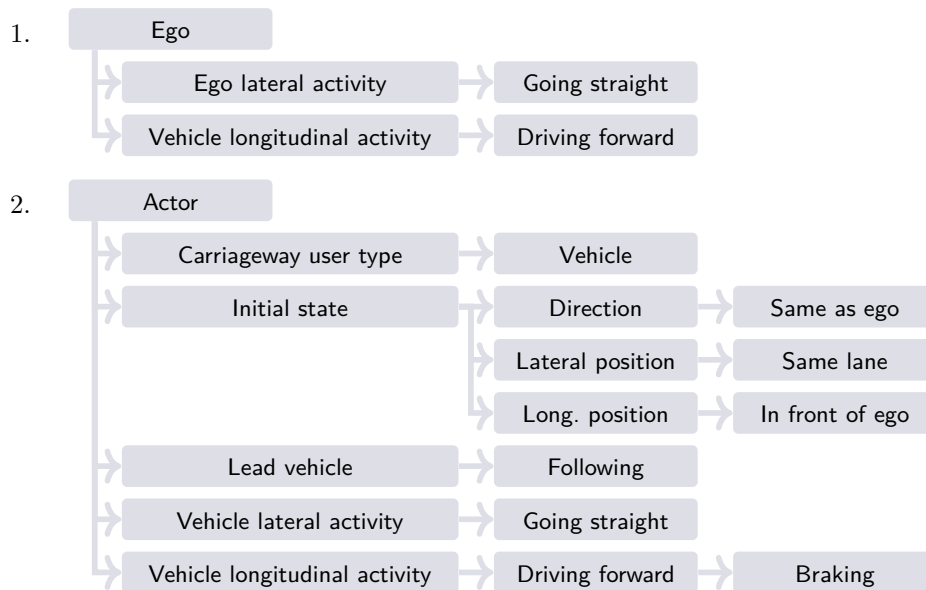 1. Ego
Ego lateral activity Going straight
Vehicle longitudinal activity Driving forward
2. Actor
Carriageway user type Vehicle
Initial state Direction Same as ego
Lateral position Same lane
Long. position In front of ego
Lead vehicle Following
Vehicle lateral activity Going straight
Vehicle longitudinal activity Driving forward Braking